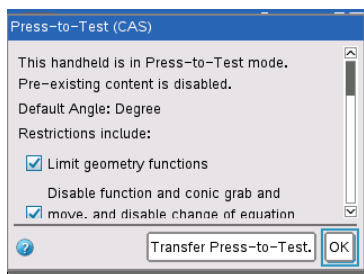 Press-to-Test (CAS)
This handheld is in Press-to-Test mode.
Pre-existing content is disabled.
Default Angle: Degree
Restrictions include:
Limit geometry functions
Disable function and conic grab and
move, and disable change of equation
?
Transfer Press-to-Test.
OK